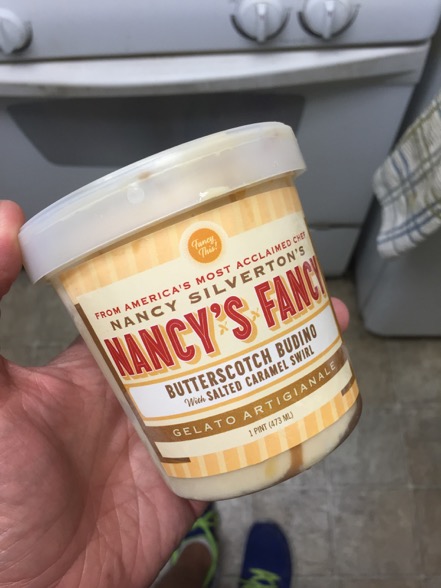 Fancy
This.
FROM AMERICA'S MOST ACCLAIMED CHEF
NANCY SILVERTON'S
NANCY'S FANCY
BUTTERSCOTCH BUDINO
With SALTED CARAMEL SWIRL
GELATO ARTIGIANALE
1 PINT (473 ML)